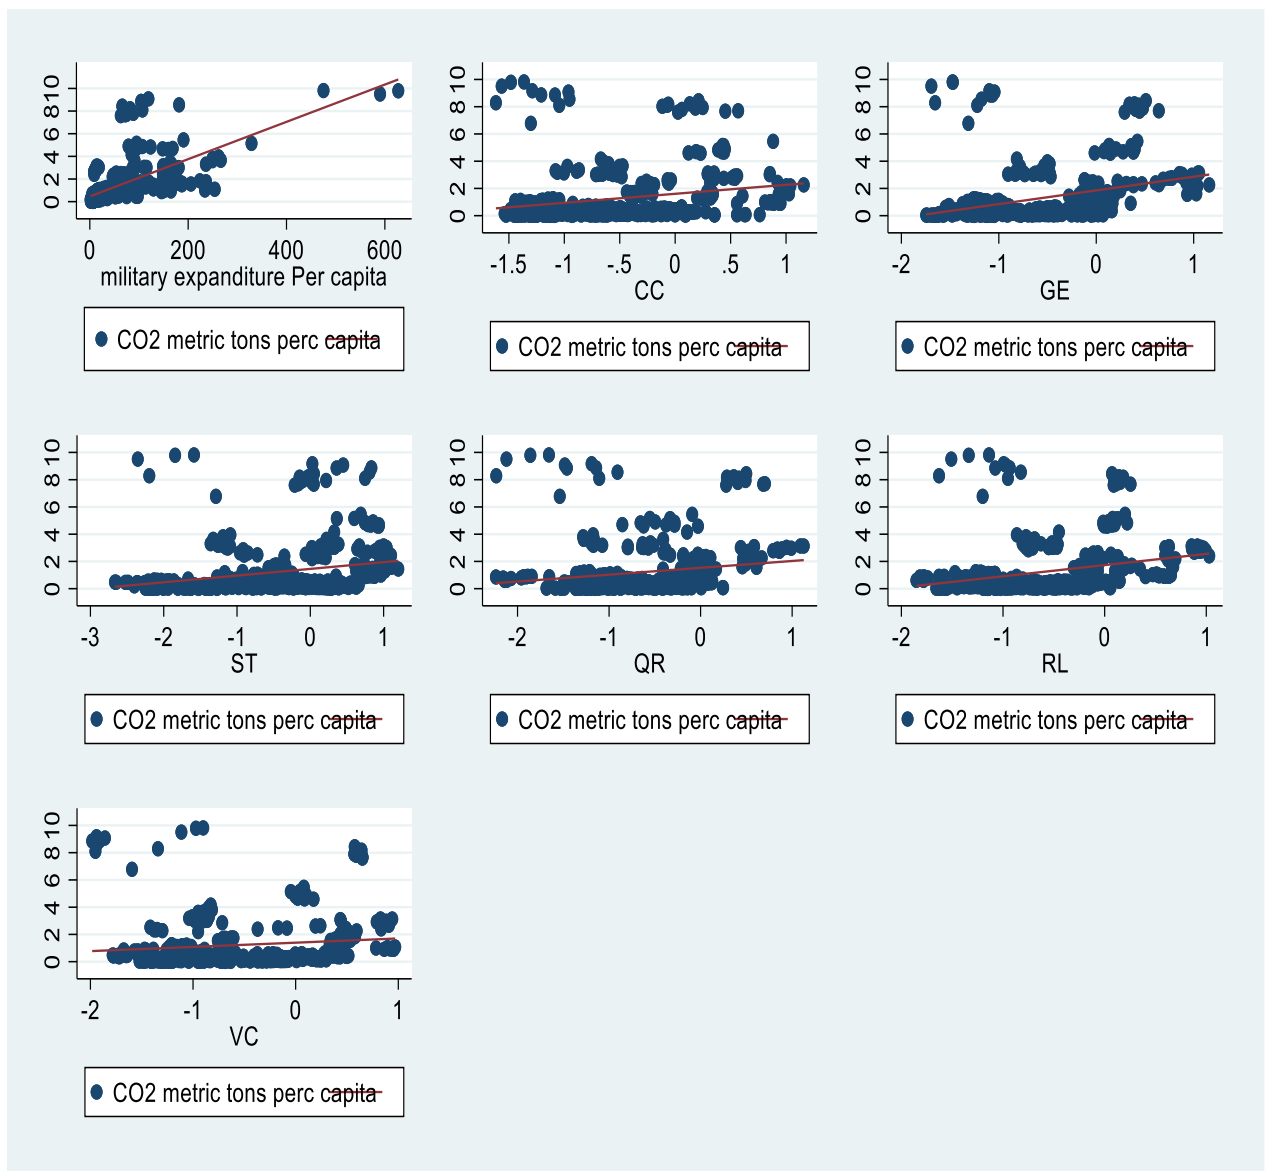 0 2 4 6 8 10
0 200 400 600
military expanditure Per capita
CO2 metric tons perc capita
0 2 4 6 8 10
-1.5 -1 -.5 0 .5 1
CC
CO2 metric tons perc capita
0 2 4 6 8 10
-2 -1 0 1
GE
CO2 metric tons perc capita
0 2 4 6 8 10
-3 -2 -1 0 1
ST
CO2 metric tons perc capita
0 2 4 6 8 10
-2 -1 0 1
QR
CO2 metric tons perc capita
0 2 4 6 8 10
-2 -1 0 1
RL
CO2 metric tons perc capita
0 2 4 6 8 10
-2 -1 0 1
VC
CO2 metric tons perc capita